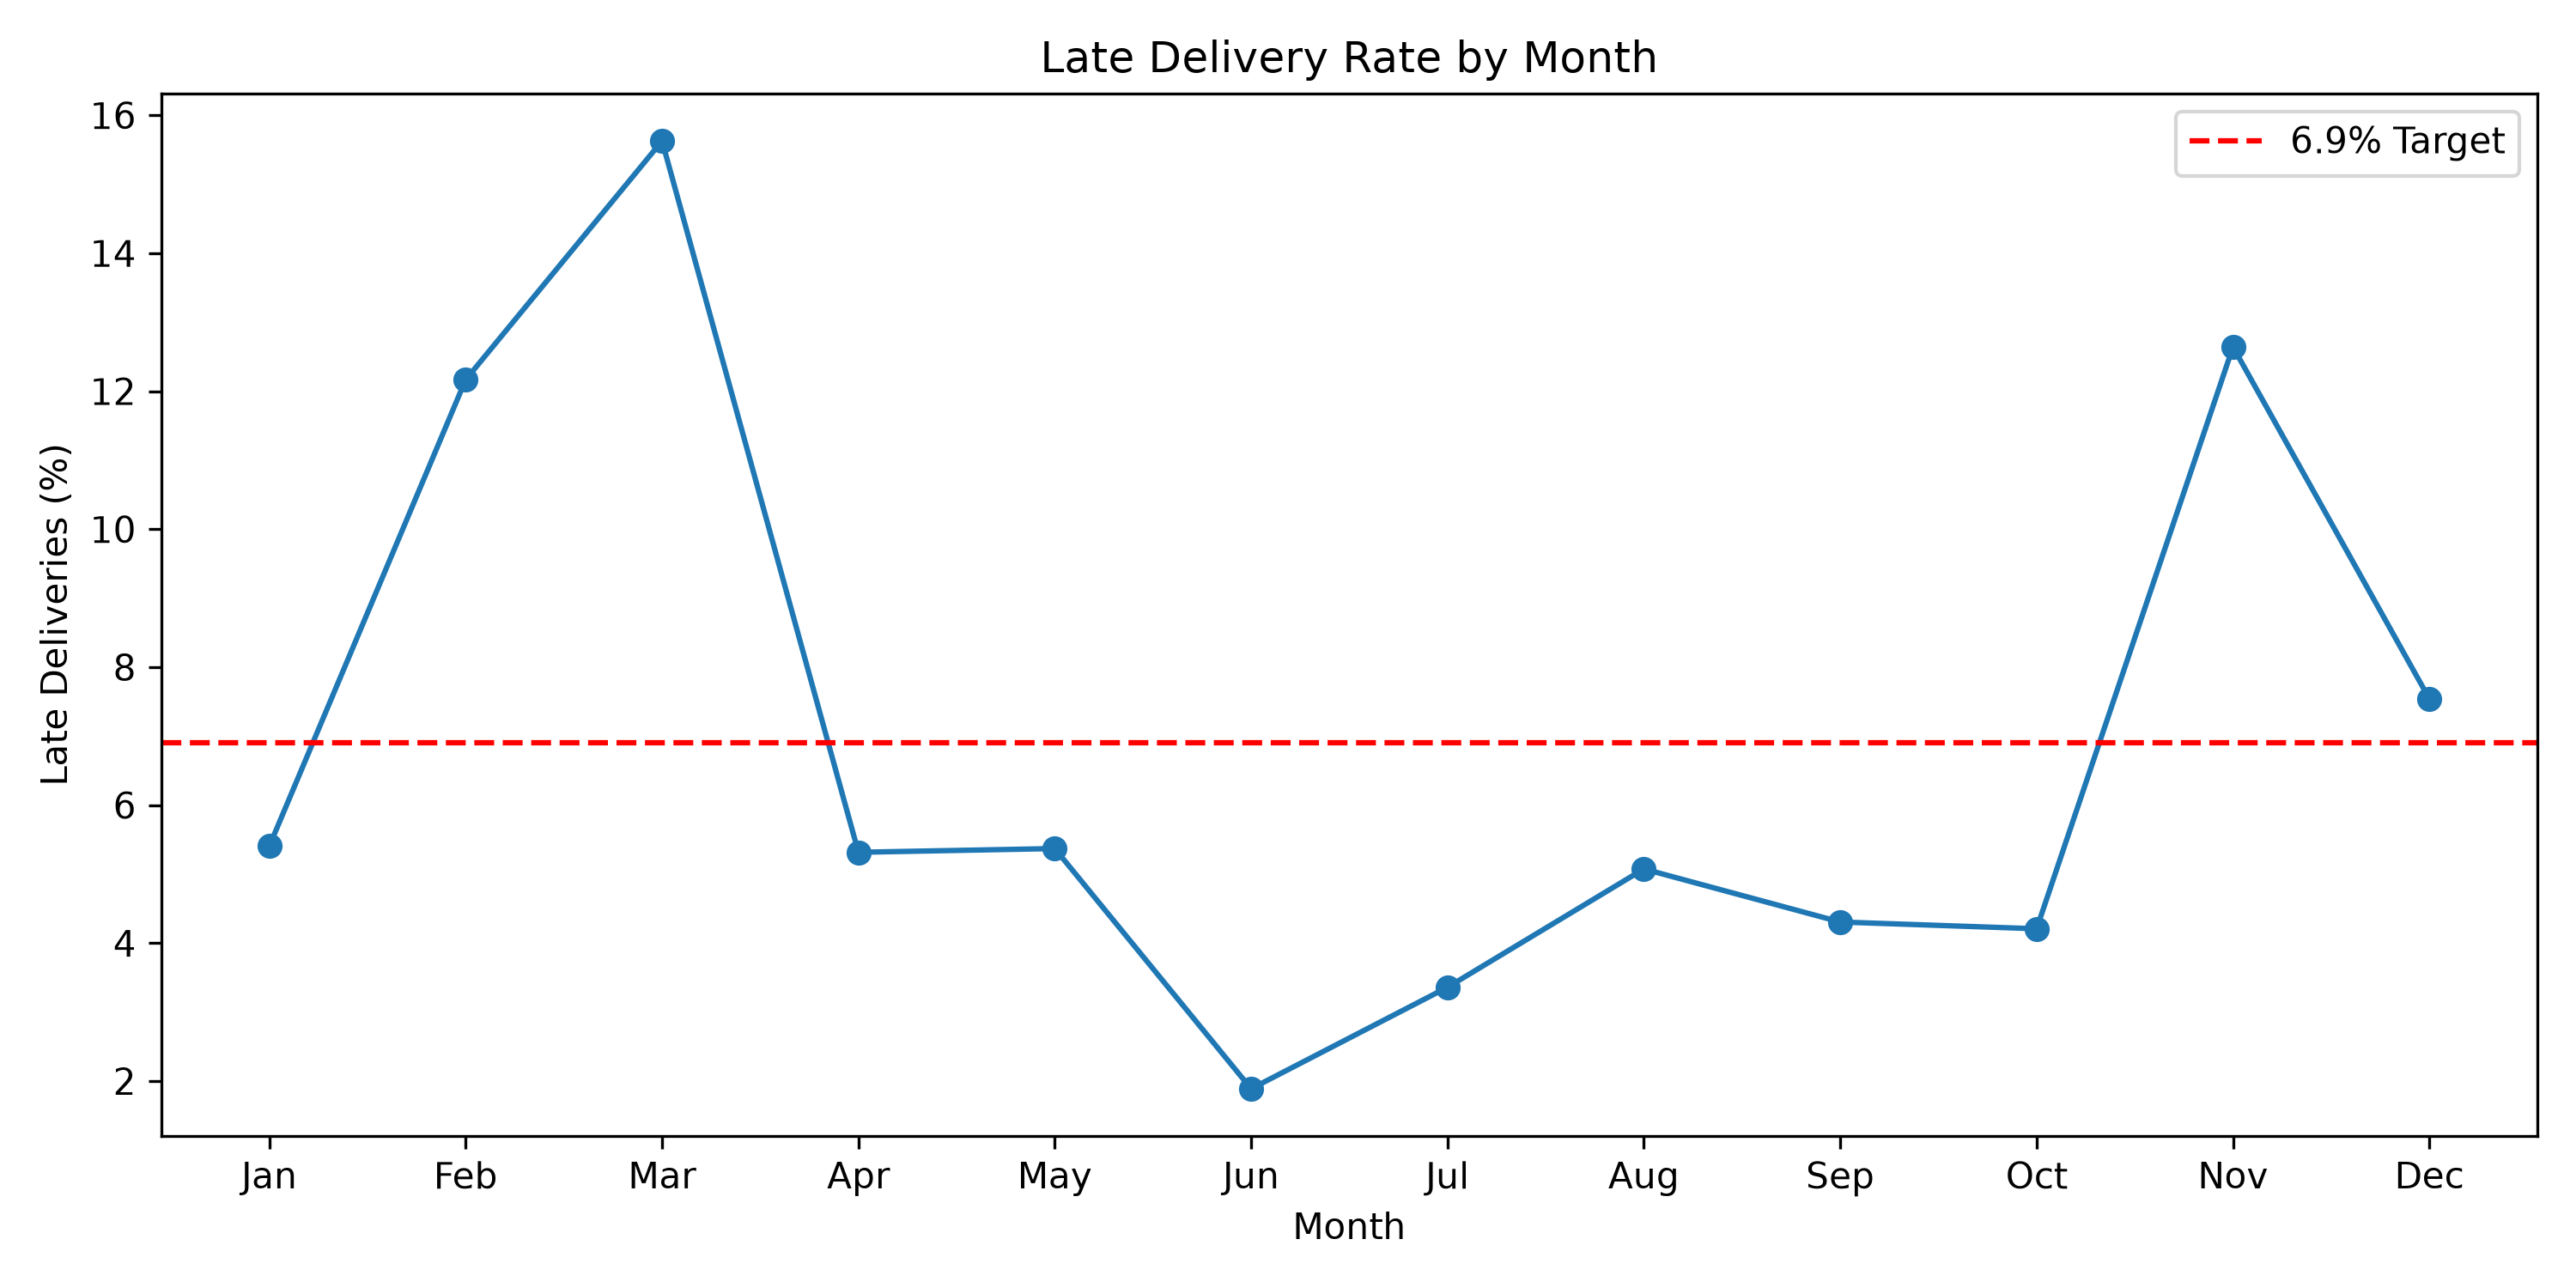 Late Delivery Rate by Month
6.9% Target
Late Deliveries (%)
16
14
12
10
8
6
4
2
Jan Feb Mar Apr May Jun Jul Aug Sep Oct Nov Dec
Month